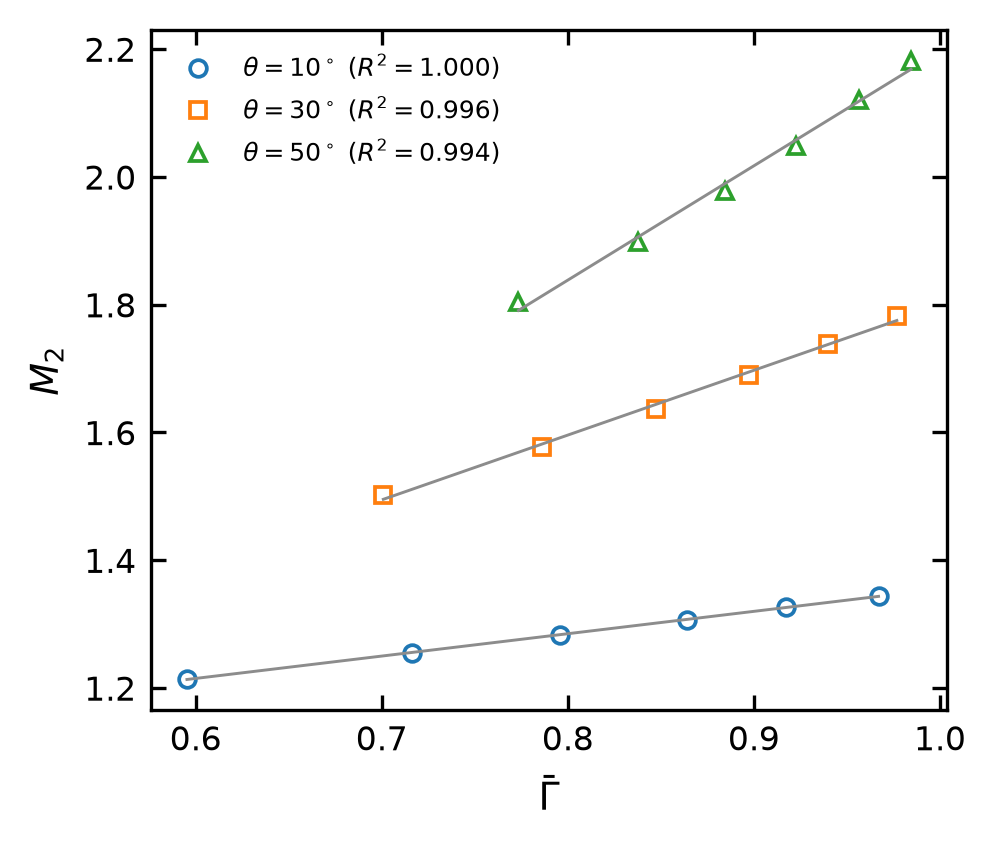 2.2
2.0
1.8
1.6
1.4
1.2
M₂
θ = 10° (R² = 1.000)
θ = 30° (R² = 0.996)
θ = 50° (R² = 0.994)
0.6 0.7 0.8 0.9 1.0
Γ̄